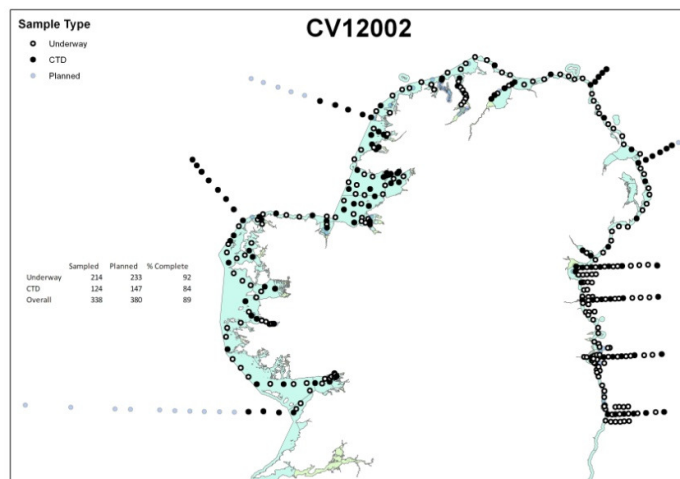 CV12002
Sample Type
Underway
CTD
Planned
Sampled Planned % Complete
Underway 214 233 92
CTD 124 147 84
Overall 338 380 89